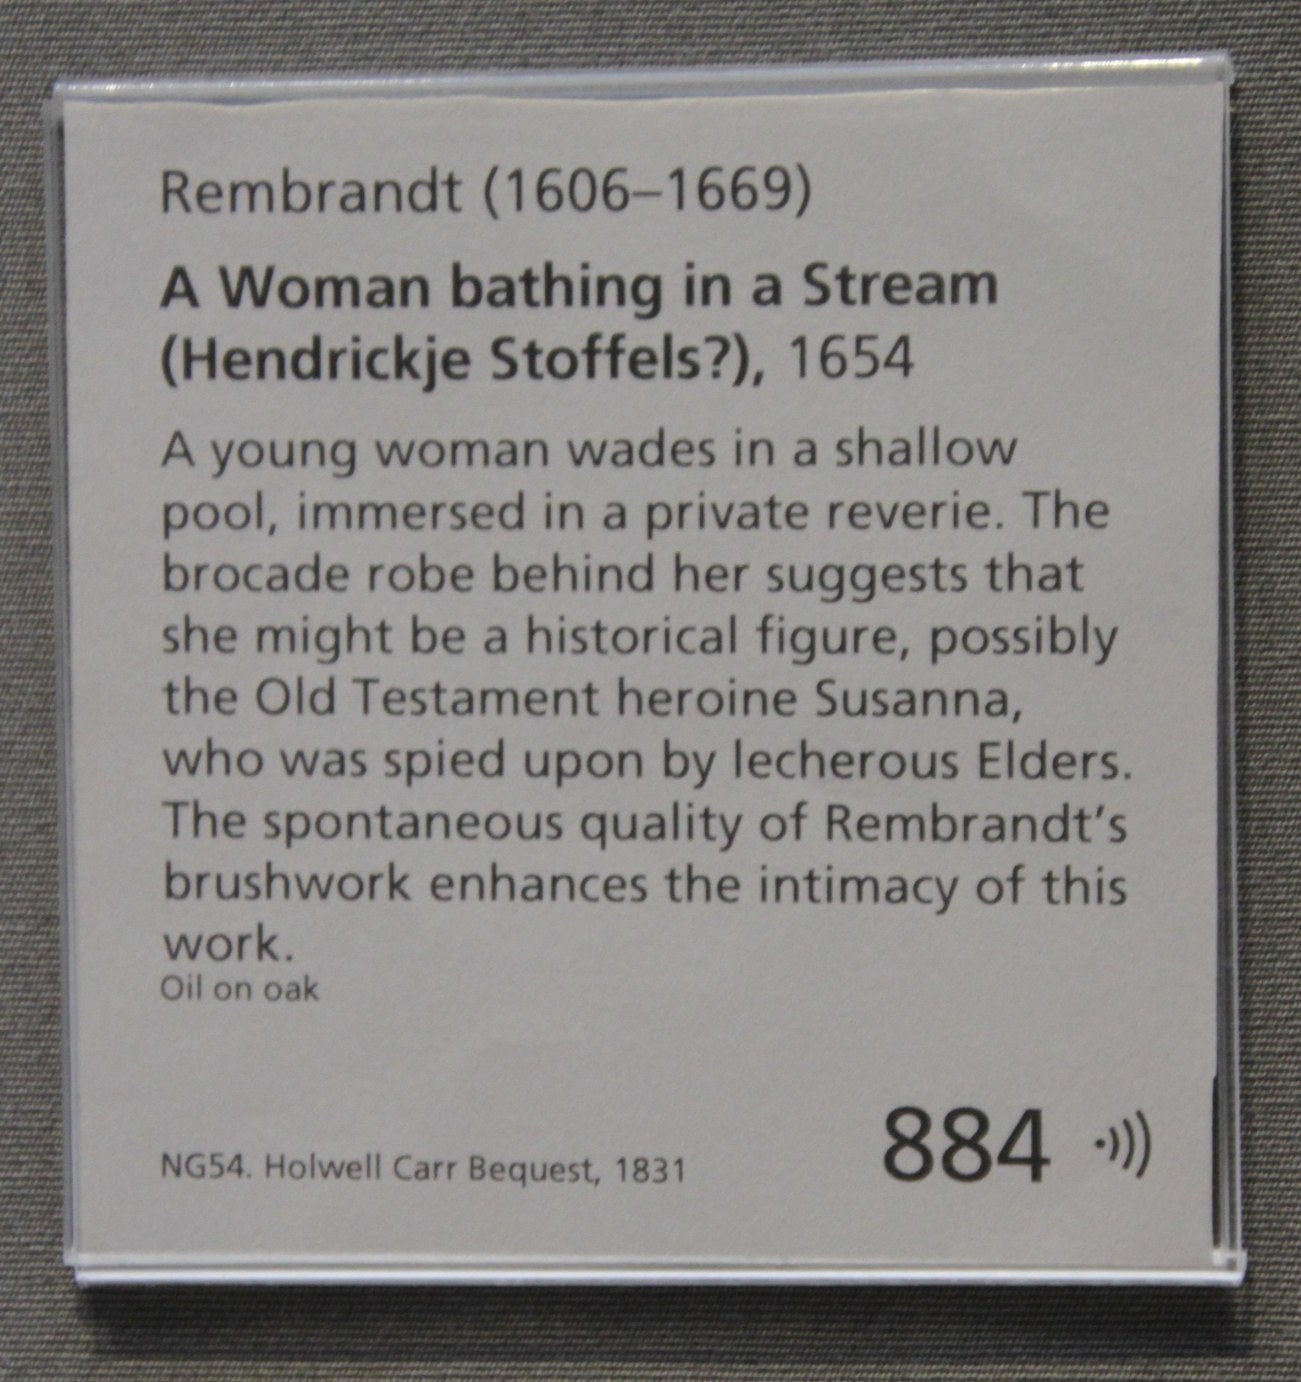 Rembrandt (1606–1669)
A Woman bathing in a Stream
(Hendrickje Stoffels?), 1654
A young woman wades in a shallow
pool, immersed in a private reverie. The
brocade robe behind her suggests that
she might be a historical figure, possibly
the Old Testament heroine Susanna,
who was spied upon by lecherous Elders.
The spontaneous quality of Rembrandt’s
brushwork enhances the intimacy of this
work.
Oil on oak
NG54. Holwell Carr Bequest, 1831
884